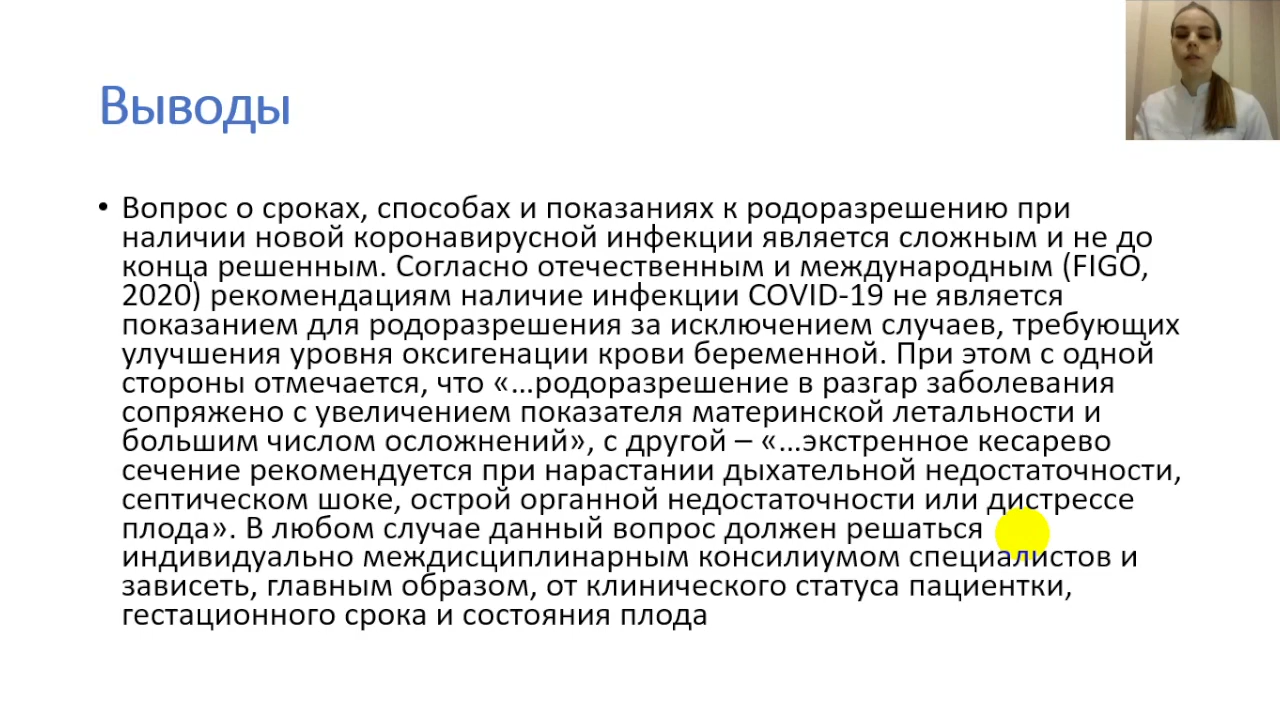 Выводы
• Вопрос о сроках, способах и показаниях к родоразрешению при
наличии новой коронавирусной инфекции является сложным и не до
конца решенным. Согласно отечественным и международным (FIGO,
2020) рекомендациям наличие инфекции COVID-19 не является
показанием для родоразрешения за исключением случаев, требующих
улучшения уровня оксигенации крови беременной. При этом с одной
стороны отмечается, что «…родоразрешение в разгар заболевания
сопряжено с увеличением показателя материнской летальности и
большим числом осложнений», с другой – «…экстренное кесарево
сечение рекомендуется при нарастании дыхательной недостаточности,
септическом шоке, острой органной недостаточности или дистрессе
плода». В любом случае данный вопрос должен решаться
индивидуально междисциплинарным консилиумом специалистов и
зависеть, главным образом, от клинического статуса пациентки,
гестационного срока и состояния плода